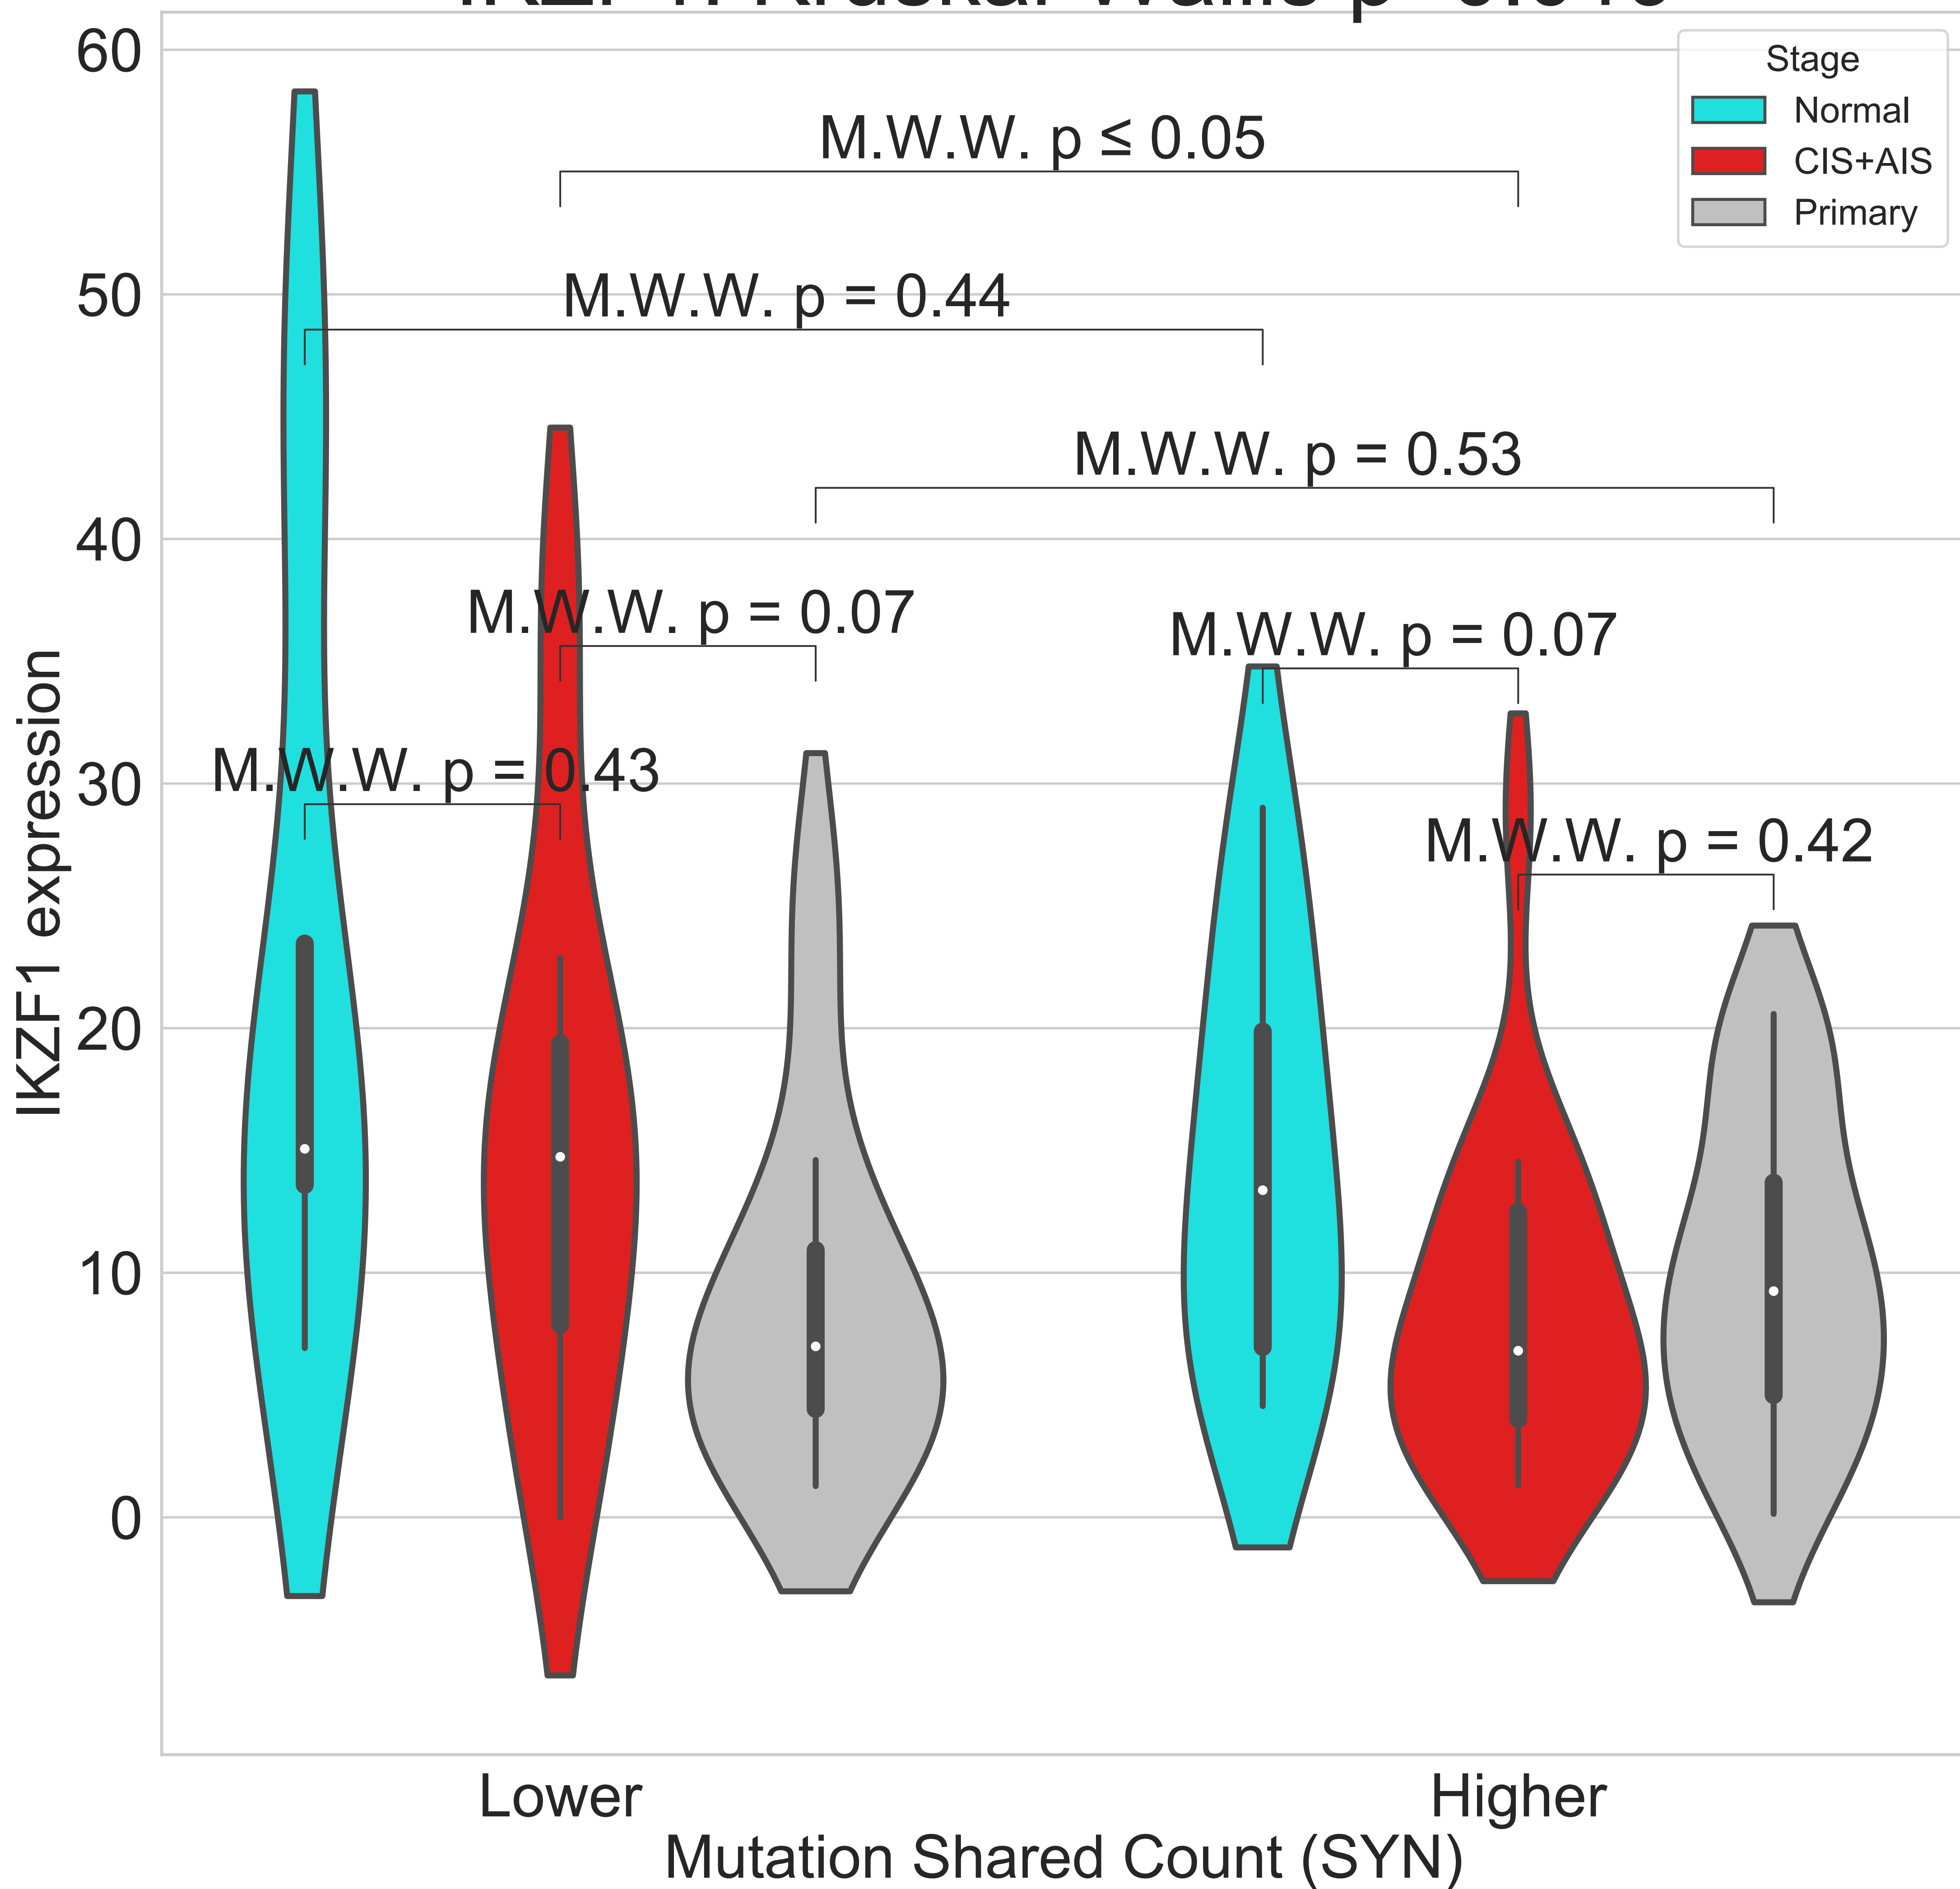 60
50
40
30
20
10
0
IKZF1 expression
Stage
Normal
CIS+AIS
Primary
M.W.W. p ≤ 0.05
M.W.W. p = 0.44
M.W.W. p = 0.53
M.W.W. p = 0.07
M.W.W. p = 0.07
M.W.W. p = 0.43
M.W.W. p = 0.42
Lower
Higher
Mutation Shared Count (SYN)